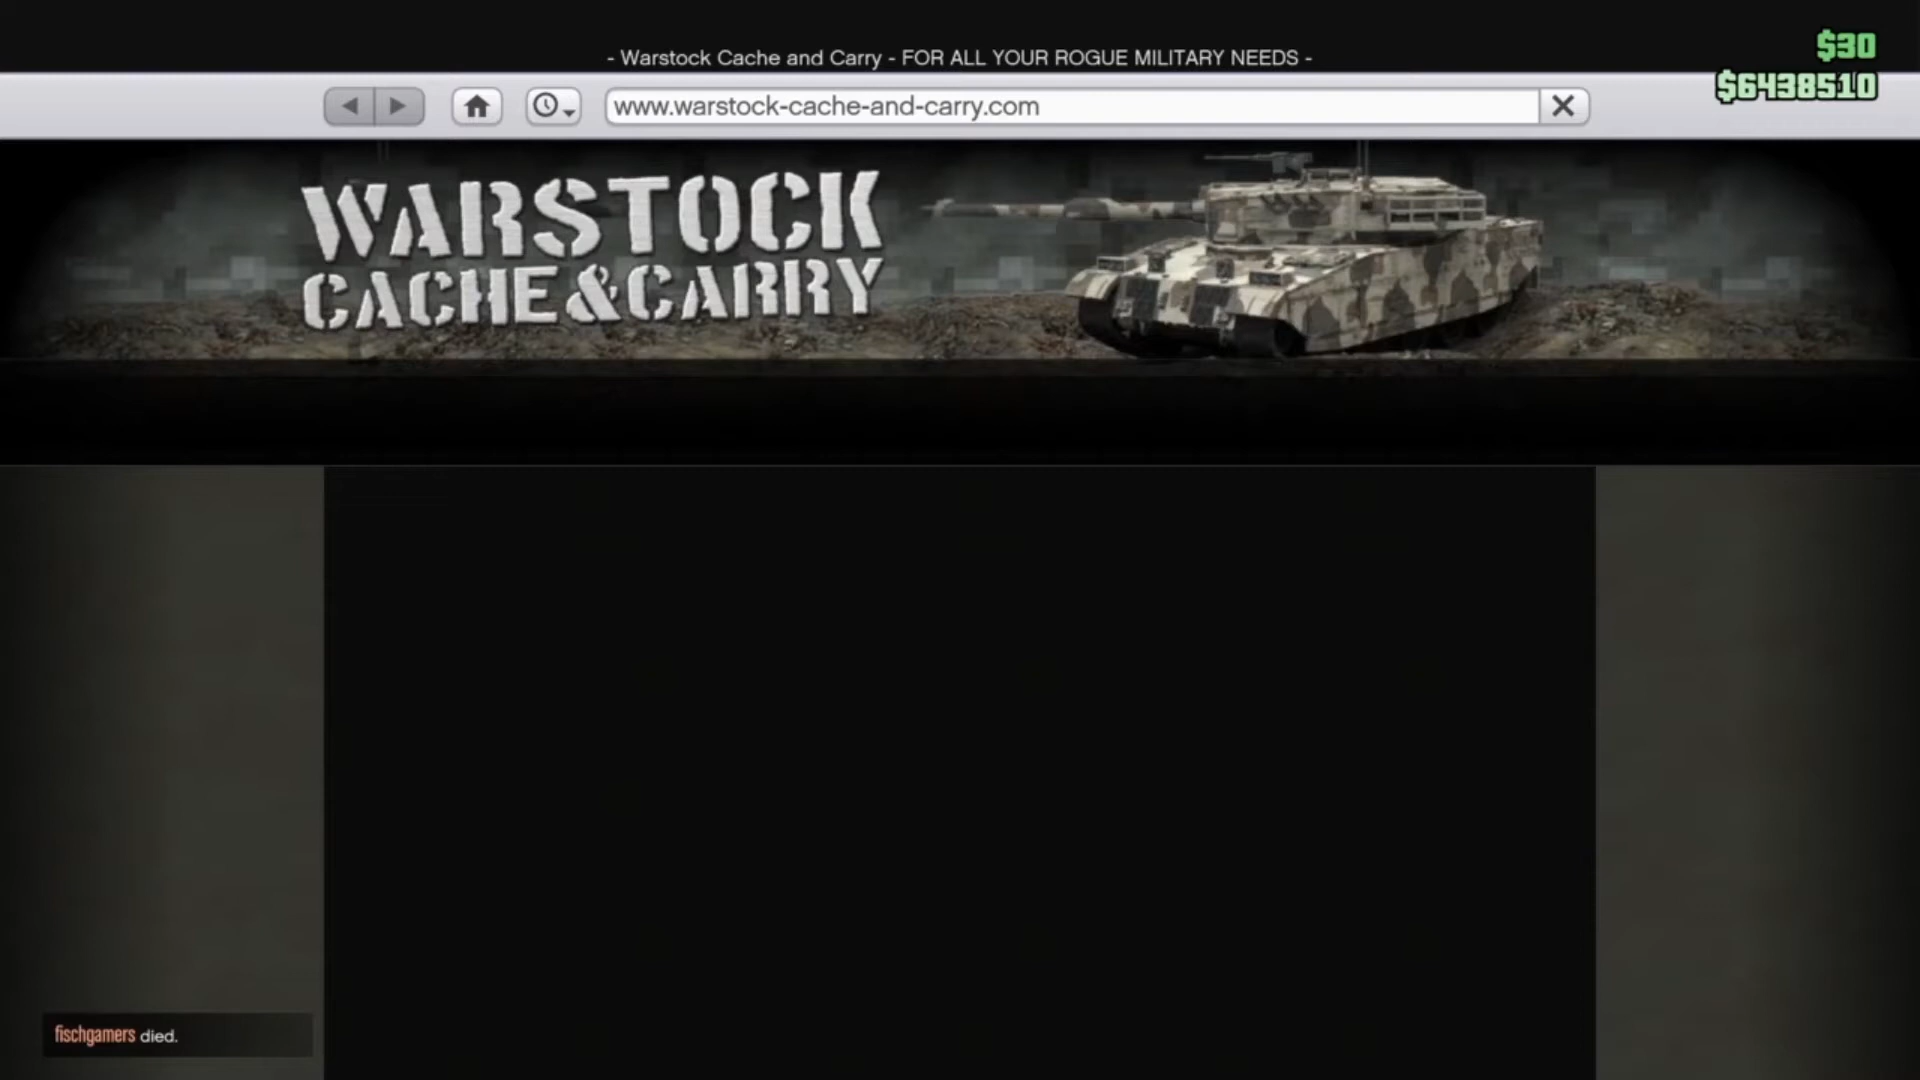 - Warstock Cache and Carry - FOR ALL YOUR ROGUE MILITARY NEEDS -
$30
$6438510
www.warstock-cache-and-carry.com
WARSTOCK
CACHE&CARRY
fischgamers died.